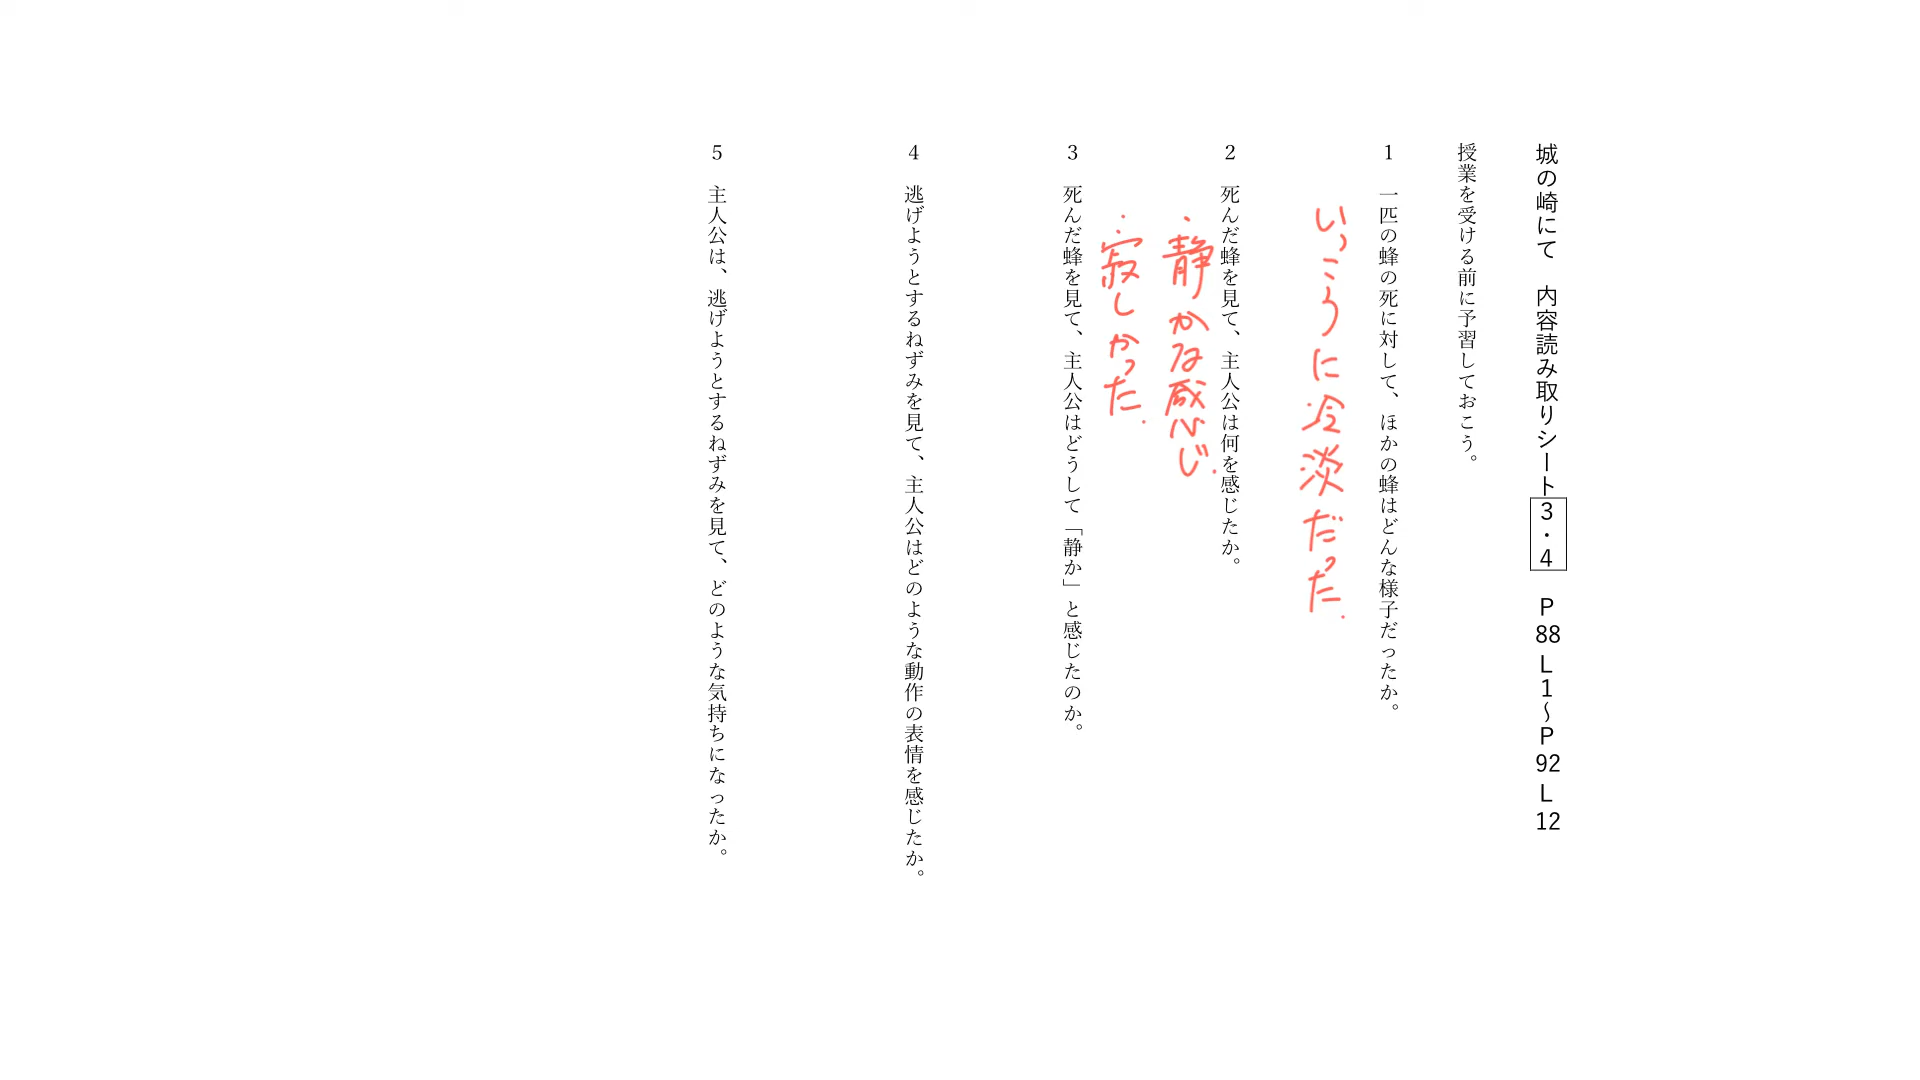 城の崎にて　内容読み取りシート3・4　P88L1～P92L12
授業を受ける前に予習しておこう。
1　一匹の蜂の死に対して、ほかの蜂はどんな様子だったか。
いっこうに冷淡だった.
2　死んだ蜂を見て、主人公は何を感じたか。
・静かな感じ.
・寂しかった.
3　死んだ蜂を見て、主人公はどうして「静か」と感じたのか。
4　逃げようとするねずみを見て、主人公はどのような動作の表情を感じたか。
5　主人公は、逃げようとするねずみを見て、どのような気持ちになったか。